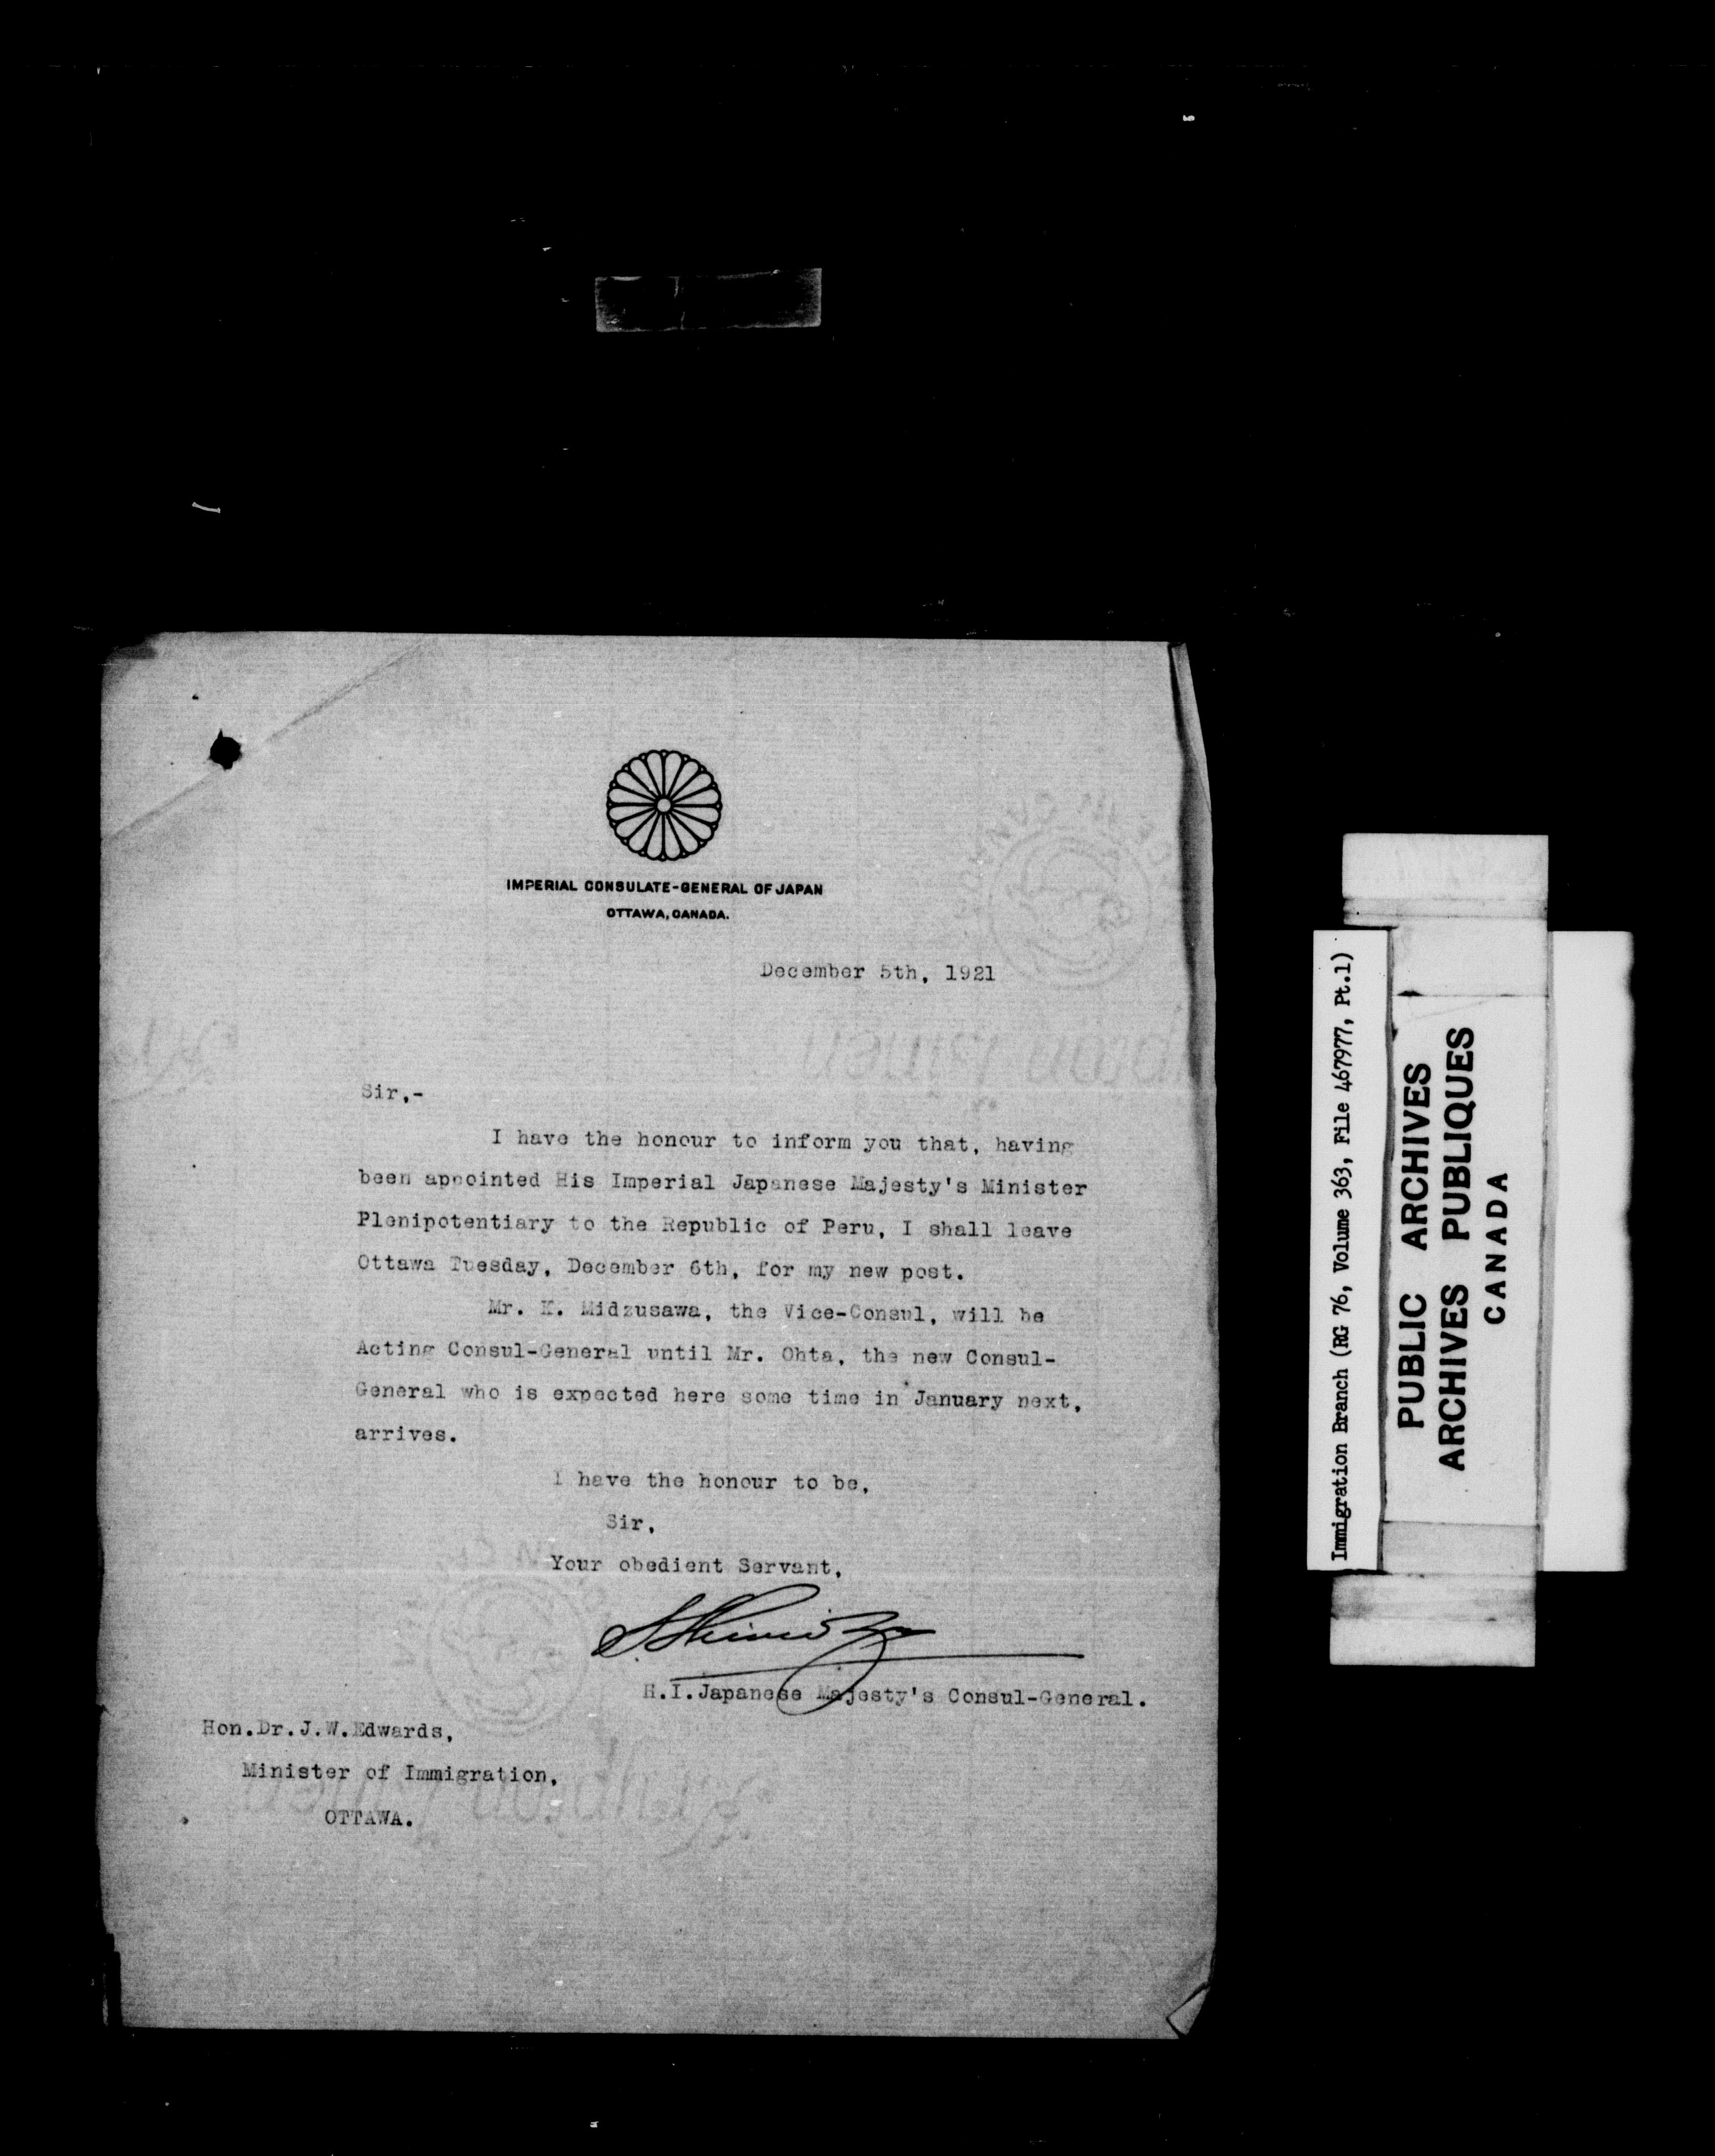 IMPERIAL CONSULATE-GENERAL OF JAPAN
OTTAWA, CANADA.
December 5th, 1921
Sir,-
I have the honour to inform you that, having
been appointed His Imperial Japanese Majesty's Minister
Plenipotentiary to the Republic of Peru, I shall leave
Ottawa Tuesday, December 6th, for my new post.
Mr. K. Midzusawa, the Vice-Consul, will be
Acting Consul-General until Mr. Ohta, the new Consul-
General who is expected here some time in January next,
arrives.
I have the honour to be,
Sir,
Your obedient Servant,
S. Shimizu
H.I.Japanese Majesty's Consul-General.
Hon.Dr.J.W.Edwards,
Minister of Immigration,
OTTAWA.
Immigration Branch (RG 76, Volume 363, File 467977, Pt.1)
PUBLIC ARCHIVES
ARCHIVES PUBLIQUES
CANADA